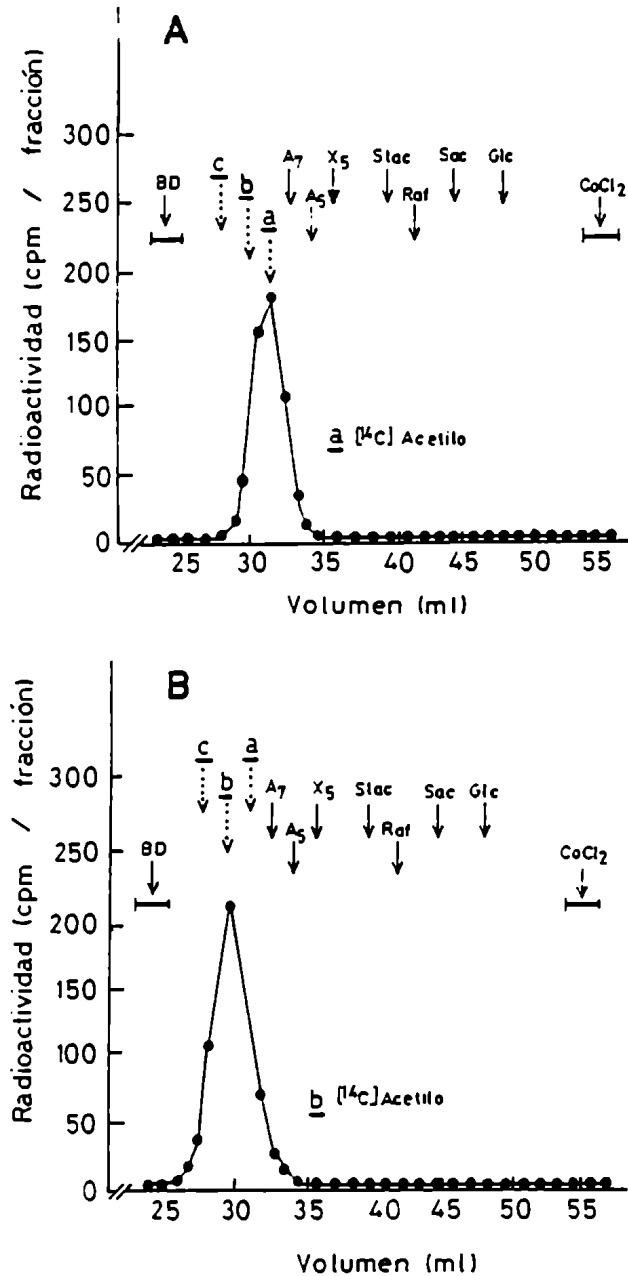 A
Radioactividad (cpm / fracción)
300
250
200
150
100
50
0
BD
c
b
a
A7
A5
X5
Stac
Raf
Sac
Glc
CoCl2
a [14C] Acetilo
25 30 35 40 45 50 55
Volumen (ml)
B
Radioactividad (cpm / fracción)
300
250
200
150
100
50
0
BD
c
b
a
A7
A5
X5
Stac
Raf
Sac
Glc
CoCl2
b [14C] Acetilo
25 30 35 40 45 50 55
Volumen (ml)